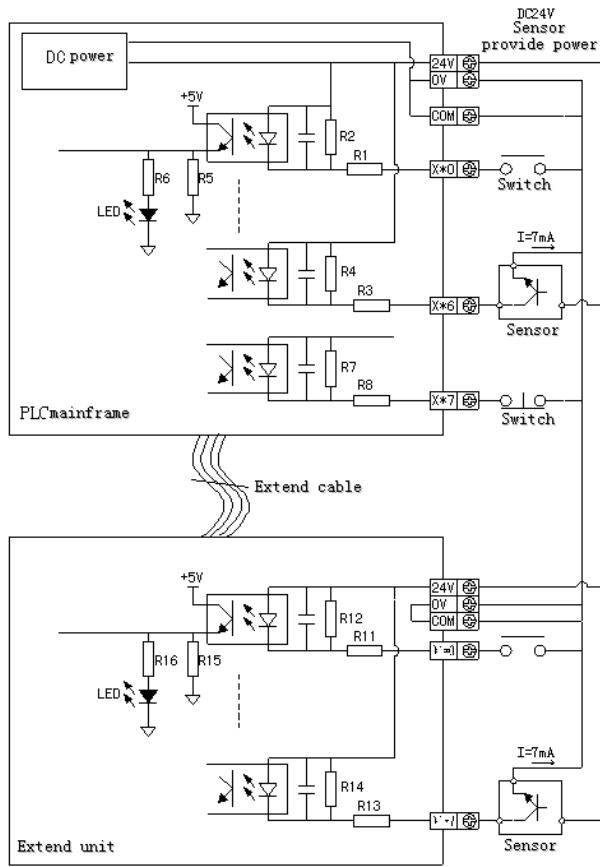 DC24V
Sensor
provide power
DC power
24V
0V
+5V
COM
R2
R1
X*0
R6
R5
Switch
LED
I=7mA
R4
R3
X*6
Sensor
R7
R8
X*7
PLCmainframe
Switch
Extend cable
+5V
24V
0V
R12
COM
R11
R16
R15
LED
I=7mA
R14
R13
Extend unit
Sensor